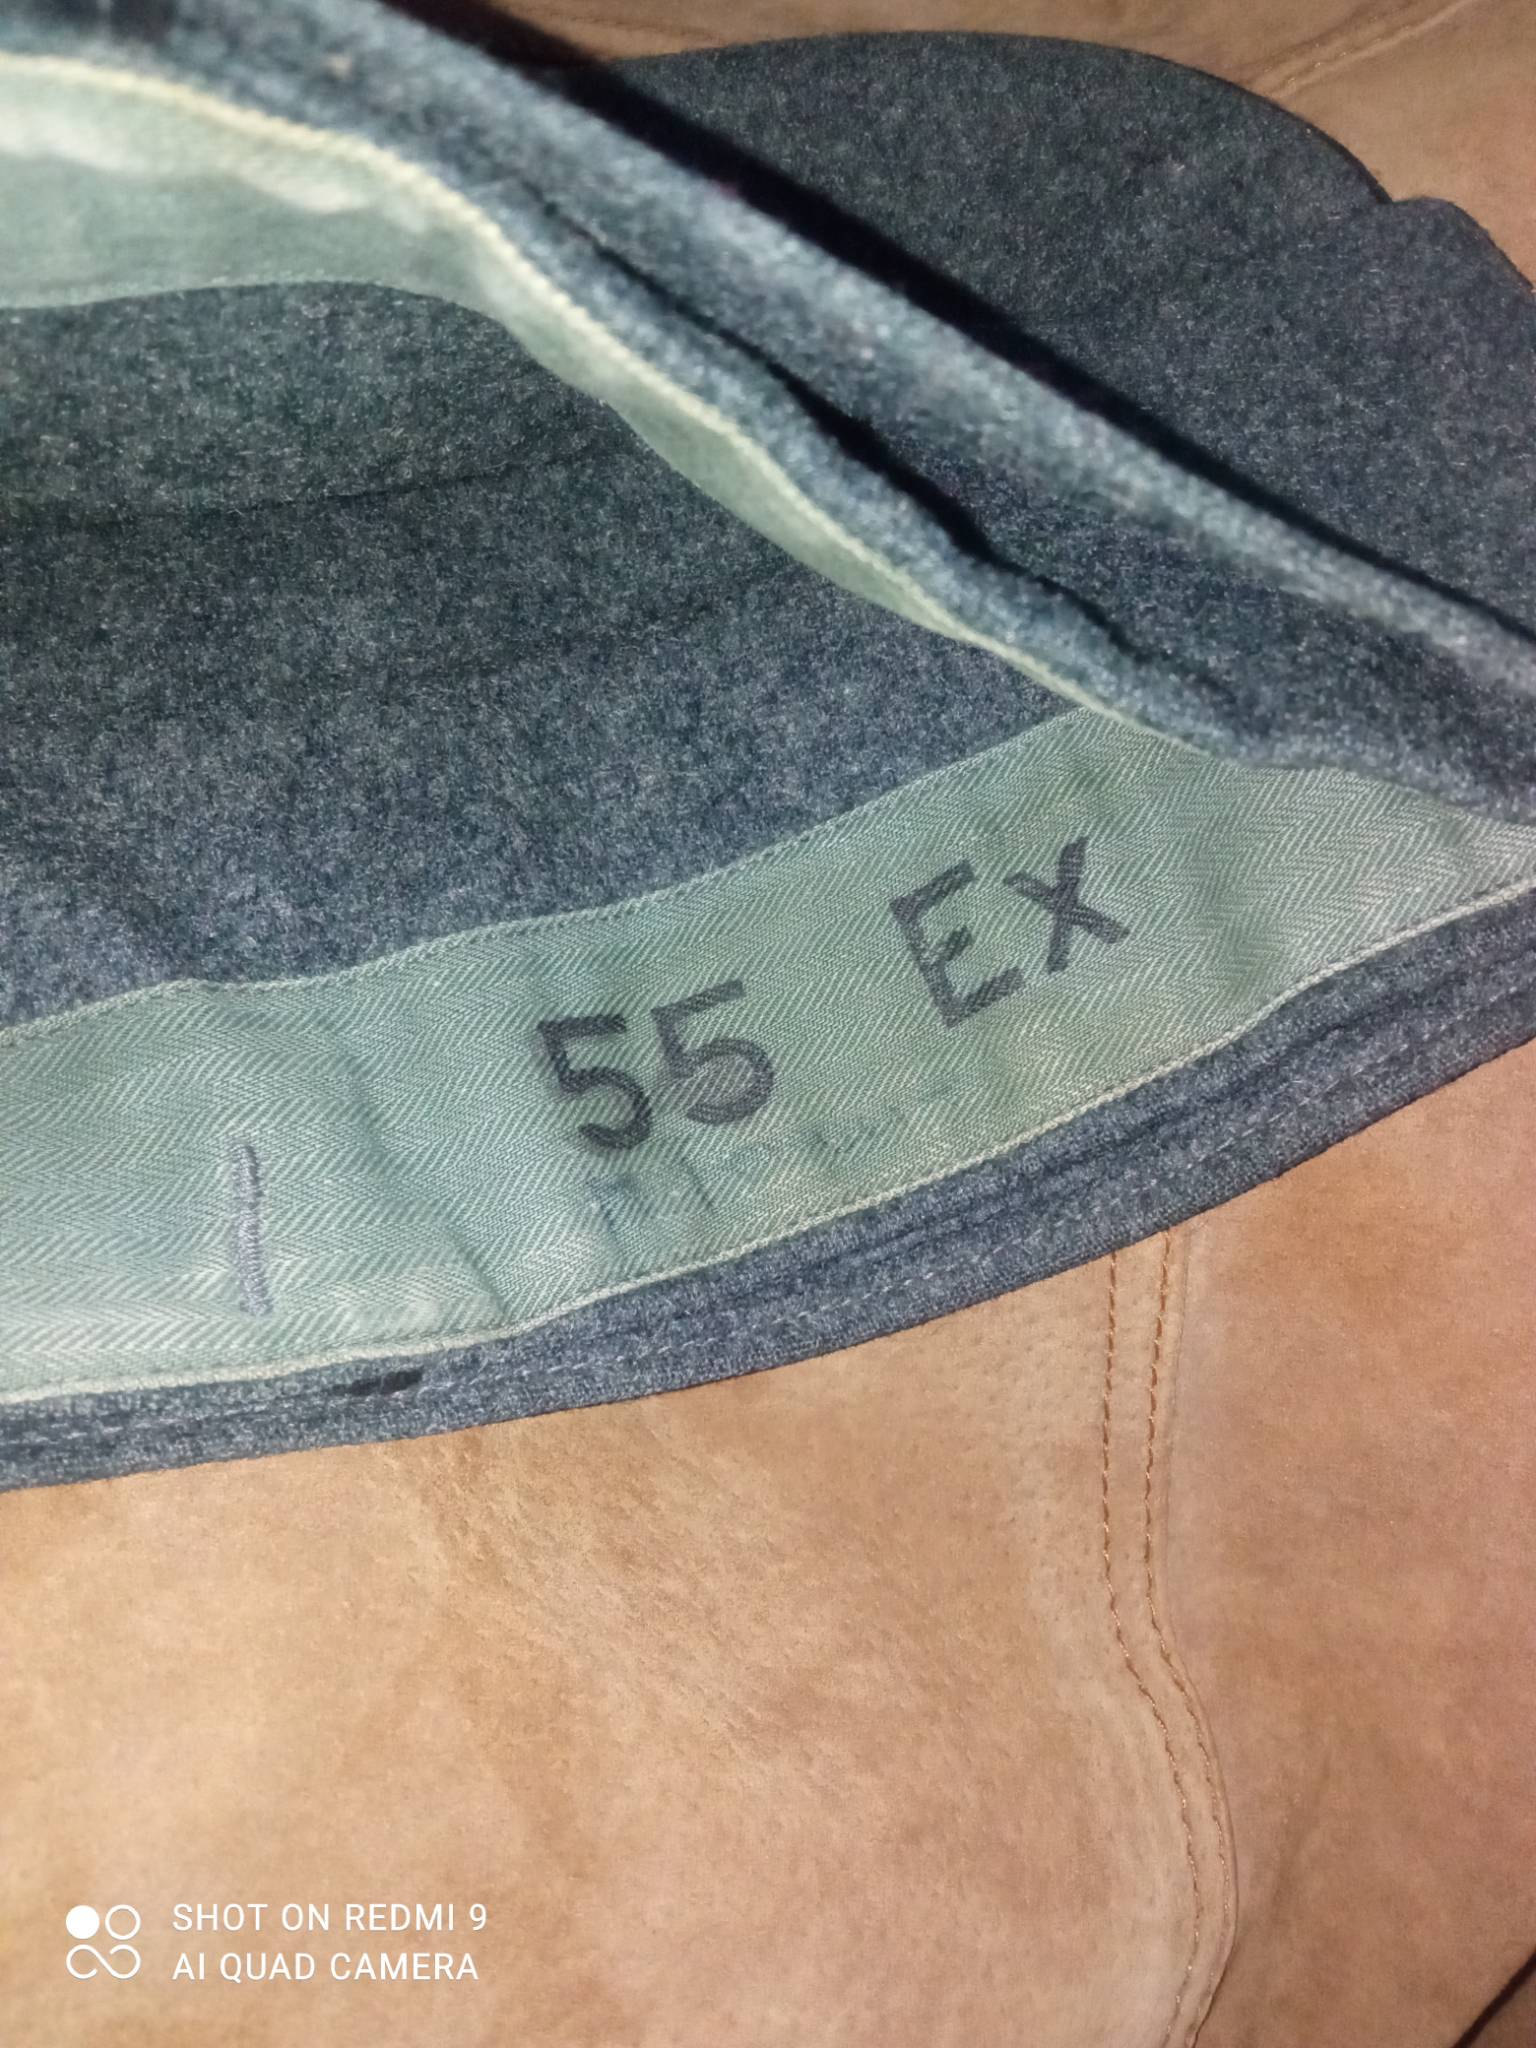 55 Ex
SHOT ON REDMI 9
AI QUAD CAMERA